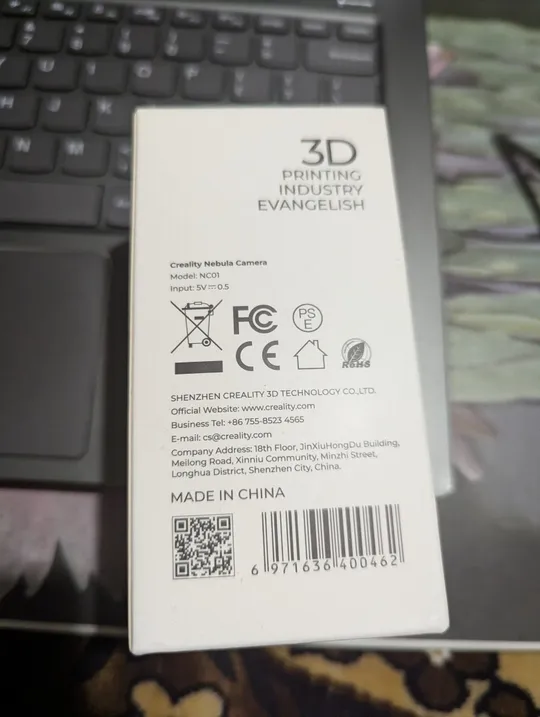 3D
PRINTING
INDUSTRY
EVANGELISH
Creality Nebula Camera
Model: NC01
Input: 5V⎓0.5
FC
PS
E
CE
RoHS
SHENZHEN CREALITY 3D TECHNOLOGY CO.,LTD.
Official Website: www.creality.com
Business Tel: +86 755-8523 4565
E-mail: cs@creality.com
Company Address: 18th Floor, JinXiuHongDu Building,
Meilong Road, Xinniu Community, Minzhi Street,
Longhua District, Shenzhen City, China.
MADE IN CHINA
6 971636 400462
H
J
K
N
M